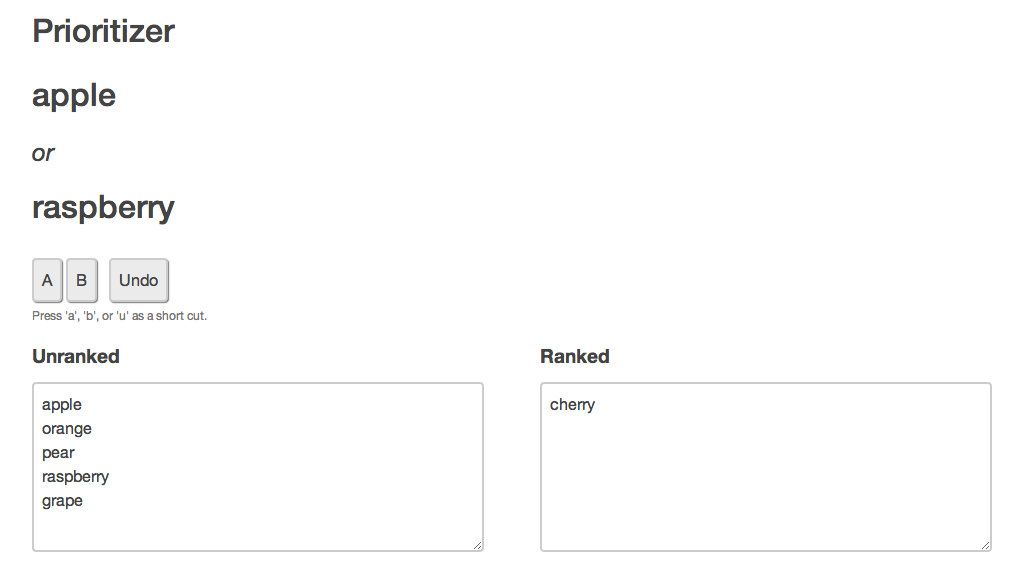 Prioritizer
apple
or
raspberry
A B Undo
Press 'a', 'b', or 'u' as a short cut.
Unranked
apple
orange
pear
raspberry
grape
Ranked
cherry